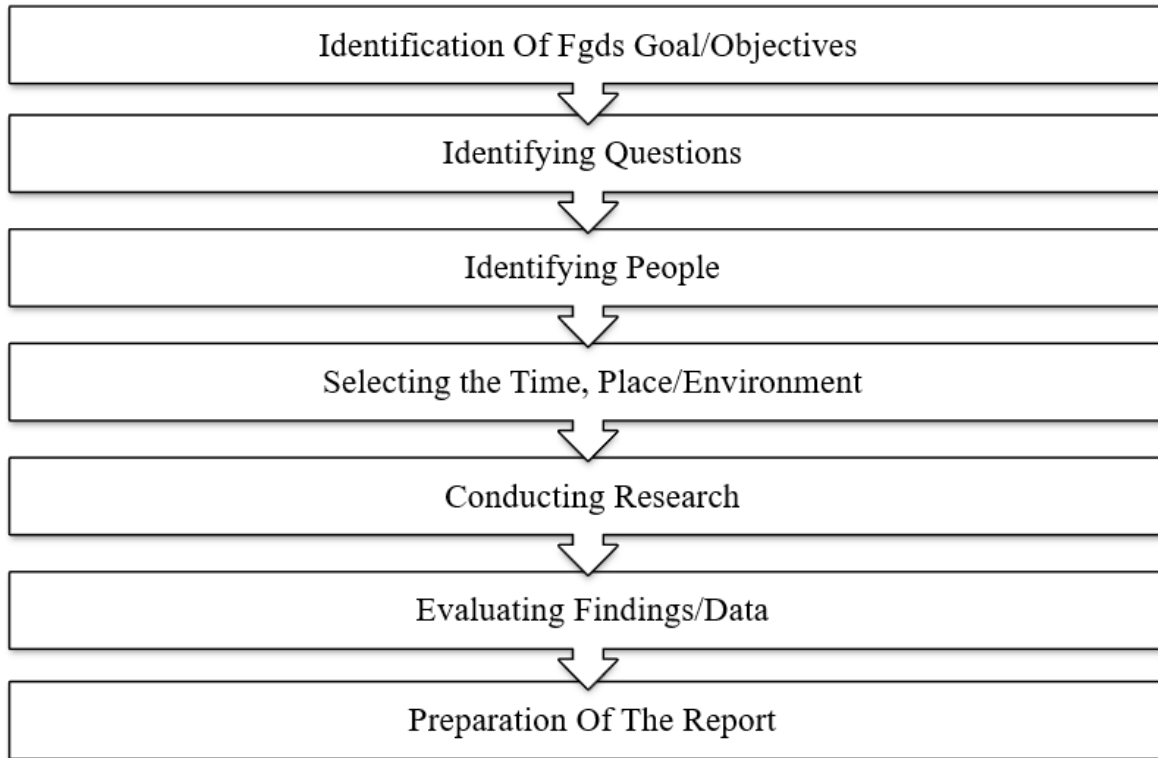 Identification Of Fgds Goal/Objectives
Identifying Questions
Identifying People
Selecting the Time, Place/Environment
Conducting Research
Evaluating Findings/Data
Preparation Of The Report